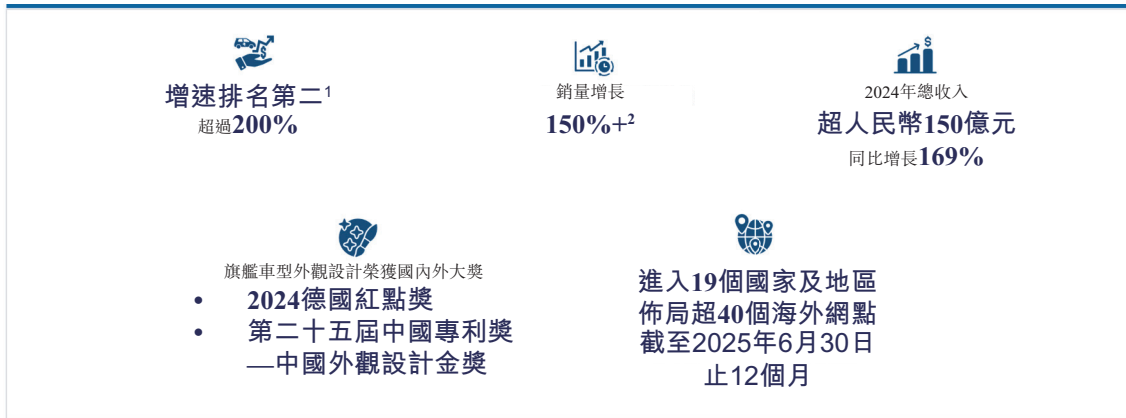 增速排名第二¹
超過200%
銷量增長
150%+²
2024年總收入
超人民幣150億元
同比增長169%
旗艦車型外觀設計榮獲國內外大獎
• 2024德國紅點獎
• 第二十五屆中國專利獎
—中國外觀設計金獎
進入19個國家及地區
佈局超40個海外網點
截至2025年6月30日
止12個月